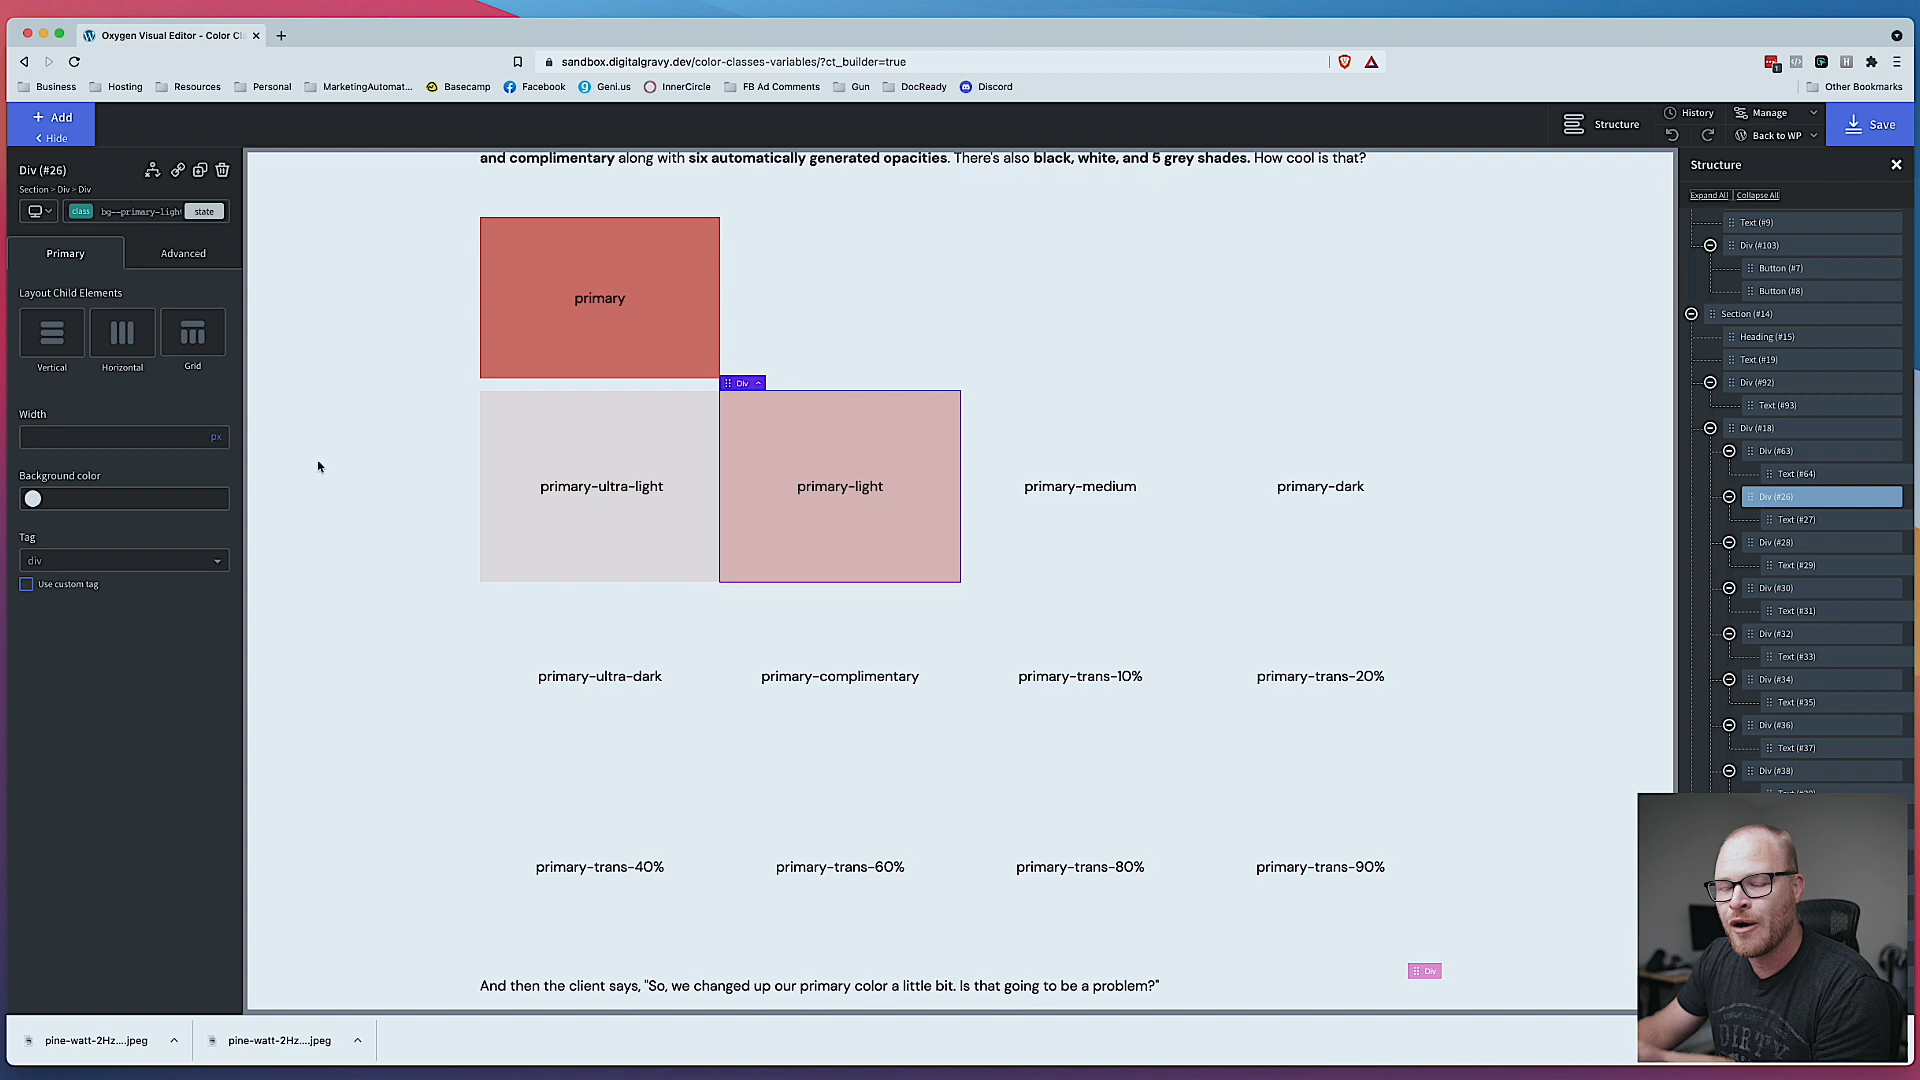 Oxygen Visual Editor - Color Cl
sandbox.digitalgravy.dev/color-classes-variables/?ct_builder=true
Business
Hosting
Resources
Personal
MarketingAutomat...
Basecamp
Facebook
Geni.us
InnerCircle
FB Ad Comments
Gun
DocReady
Discord
Other Bookmarks
+ Add
Hide
Structure
History
Manage
Back to WP
Save
Div (#26)
Section > Div > Div
class
bg--primary-light
state
Primary
Advanced
Layout Child Elements
Vertical
Horizontal
Grid
Width
px
Background color
Tag
div
Use custom tag
and complimentary along with six automatically generated opacities. There's also black, white, and 5 grey shades. How cool is that?
primary
Div
primary-ultra-light
primary-light
primary-medium
primary-dark
primary-ultra-dark
primary-complimentary
primary-trans-10%
primary-trans-20%
primary-trans-40%
primary-trans-60%
primary-trans-80%
primary-trans-90%
Div
And then the client says, "So, we changed up our primary color a little bit. Is that going to be a problem?"
Structure
Expand All
Collapse All
Text (#9)
Div (#103)
Button (#7)
Button (#8)
Section (#14)
Heading (#15)
Text (#19)
Div (#92)
Text (#93)
Div (#18)
Div (#63)
Text (#64)
Div (#26)
Text (#27)
Div (#28)
Text (#29)
Div (#30)
Text (#31)
Div (#32)
Text (#33)
Div (#34)
Text (#35)
Div (#36)
Text (#37)
Div (#38)
DIRTY
pine-watt-2Hz....jpeg
pine-watt-2Hz....jpeg